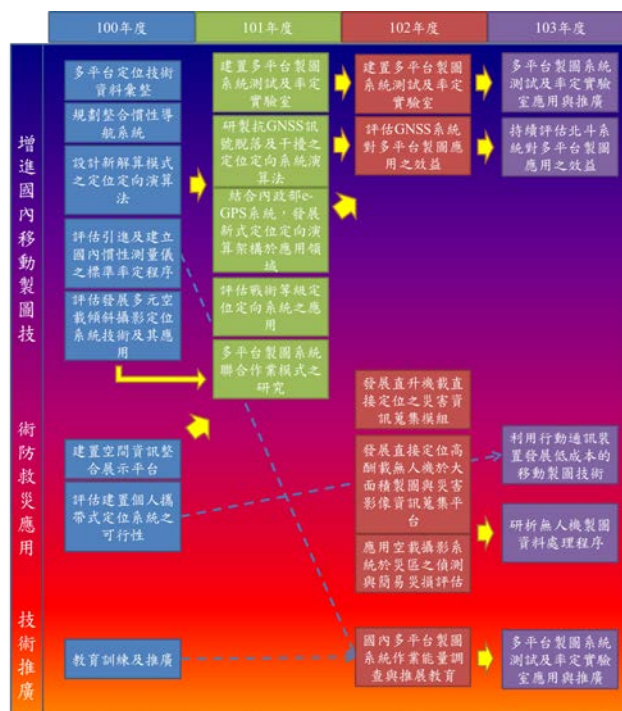 100年度
101年度
102年度
103年度
增進國內移動製圖技
術防救災應用
技術推廣
多平台定位技術
資料彙整
規劃整合慣性導
航系統
設計新解算模式
之定位定向演算
法
評估引進及建立
國內慣性測量儀
之標準率定程序
評估發展多元空
載傾斜攝影定位
系統技術及其應
用
建置空間資訊整
合展示平台
評估建置個人攜
帶式定位系統之
可行性
教育訓練及推廣
建置多平台製圖
系統測試及率定
實驗室
研製抗GNSS訊
號脫落及干擾之
定位定向系統演
算法
結合內政部e-
GPS系統，發展
新式定位定向演
算架構於應用領
域
評估戰術等級定
位定向系統之應
用
多平台製圖系統
聯合作業模式之
研究
建置多平台製圖
系統測試及率定
實驗室
評估GNSS系統
對多平台製圖應
用之效益
發展直升機載直
接定位之災害資
訊蒐集模組
發展直接定位高
酬載無人機於大
面積製圖與災害
影像資訊蒐集平
台
應用空載攝影系統
於災區之偵測
與簡易災損評估
國內多平台製圖
系統作業能量調
查與推展教育
多平台製圖系統
測試及率定實驗
室應用與推廣
持續評估北斗系
統對多平台製圖
應用之效益
利用行動通訊裝
置發展低成本的
移動製圖技術
研析無人機製圖
資料處理程序
多平台製圖系統
測試及率定實驗
室應用與推廣